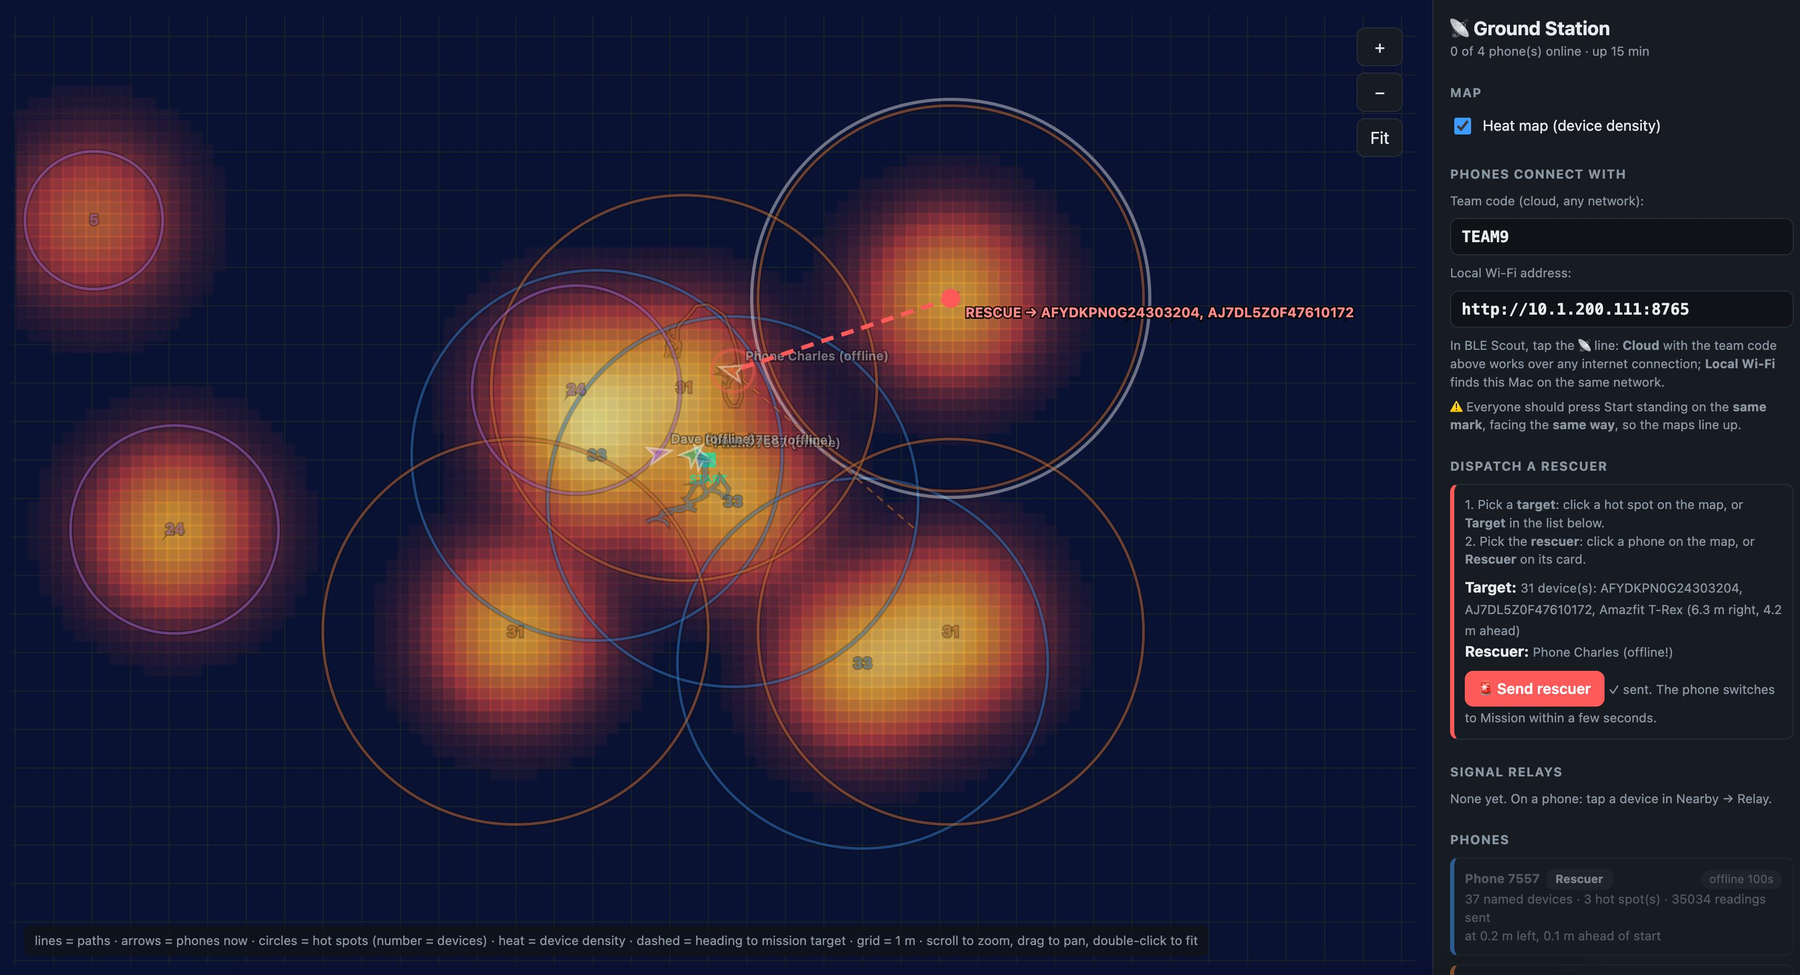 +
−
Fit
5
24
24
31
33
33
31
31
33
Phone Charles (offline)
RESCUE → AFYDKPN0G24303204, AJ7DL5Z0F47610172
Dave (offline)
lines = paths · arrows = phones now · circles = hot spots (number = devices) · heat = device density · dashed = heading to mission target · grid = 1 m · scroll to zoom, drag to pan, double-click to fit
Ground Station
0 of 4 phone(s) online · up 15 min
MAP
Heat map (device density)
PHONES CONNECT WITH
Team code (cloud, any network):
TEAM9
Local Wi-Fi address:
http://10.1.200.111:8765
In BLE Scout, tap the 📡 line: Cloud with the team code
above works over any internet connection; Local Wi-Fi
finds this Mac on the same network.
⚠️ Everyone should press Start standing on the same
mark, facing the same way, so the maps line up.
DISPATCH A RESCUER
1. Pick a target: click a hot spot on the map, or
Target in the list below.
2. Pick the rescuer: click a phone on the map, or
Rescuer on its card.
Target: 31 device(s): AFYDKPN0G24303204,
AJ7DL5Z0F47610172, Amazfit T-Rex (6.3 m right, 4.2
m ahead)
Rescuer: Phone Charles (offline!)
Send rescuer ✓ sent. The phone switches
to Mission within a few seconds.
SIGNAL RELAYS
None yet. On a phone: tap a device in Nearby → Relay.
PHONES
Phone 7557 Rescuer offline 100s
37 named devices · 3 hot spot(s) · 35034 readings
sent
at 0.2 m left, 0.1 m ahead of start